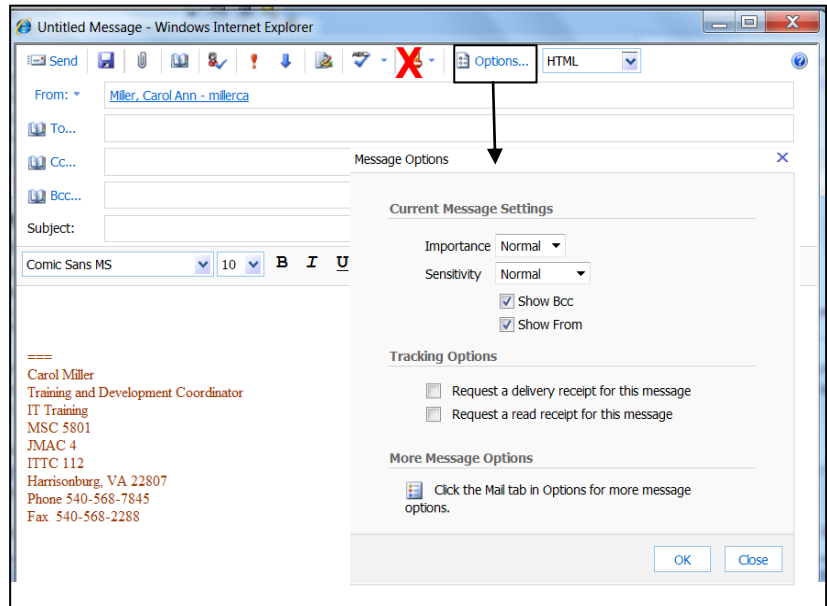 Untitled Message - Windows Internet Explorer
Send Options... HTML
From: Miller, Carol Ann - millerca
To...
Cc...
Bcc...
Subject:
Comic Sans MS 10 B I U
===
Carol Miller
Training and Development Coordinator
IT Training
MSC 5801
JMAC 4
ITTC 112
Harrisonburg, VA 22807
Phone 540-568-7845
Fax 540-568-2288
Message Options
Current Message Settings
Importance Normal
Sensitivity Normal
Show Bcc
Show From
Tracking Options
Request a delivery receipt for this message
Request a read receipt for this message
More Message Options
Click the Mail tab in Options for more message
options.
OK Close